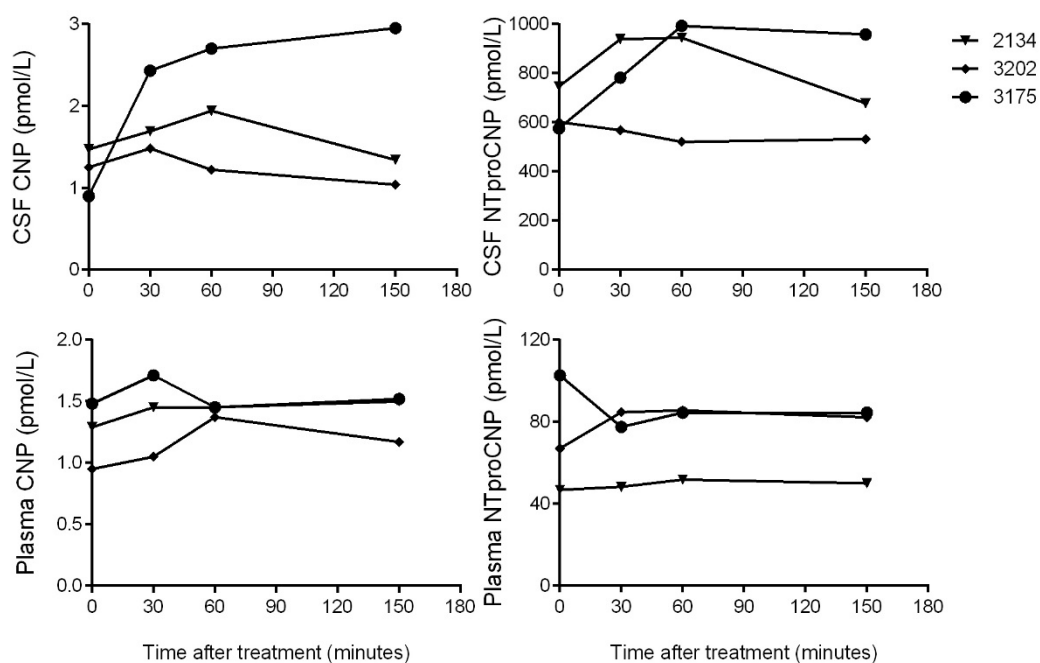 CSF CNP (pmol/L)
3
2
1
0
0 30 60 90 120 150 180
CSF NTproCNP (pmol/L)
1000
800
600
400
200
0
0 30 60 90 120 150 180
2134
3202
3175
Plasma CNP (pmol/L)
2.0
1.5
1.0
0.5
0.0
0 30 60 90 120 150 180
Time after treatment (minutes)
Plasma NTproCNP (pmol/L)
120
80
40
0
0 30 60 90 120 150 180
Time after treatment (minutes)